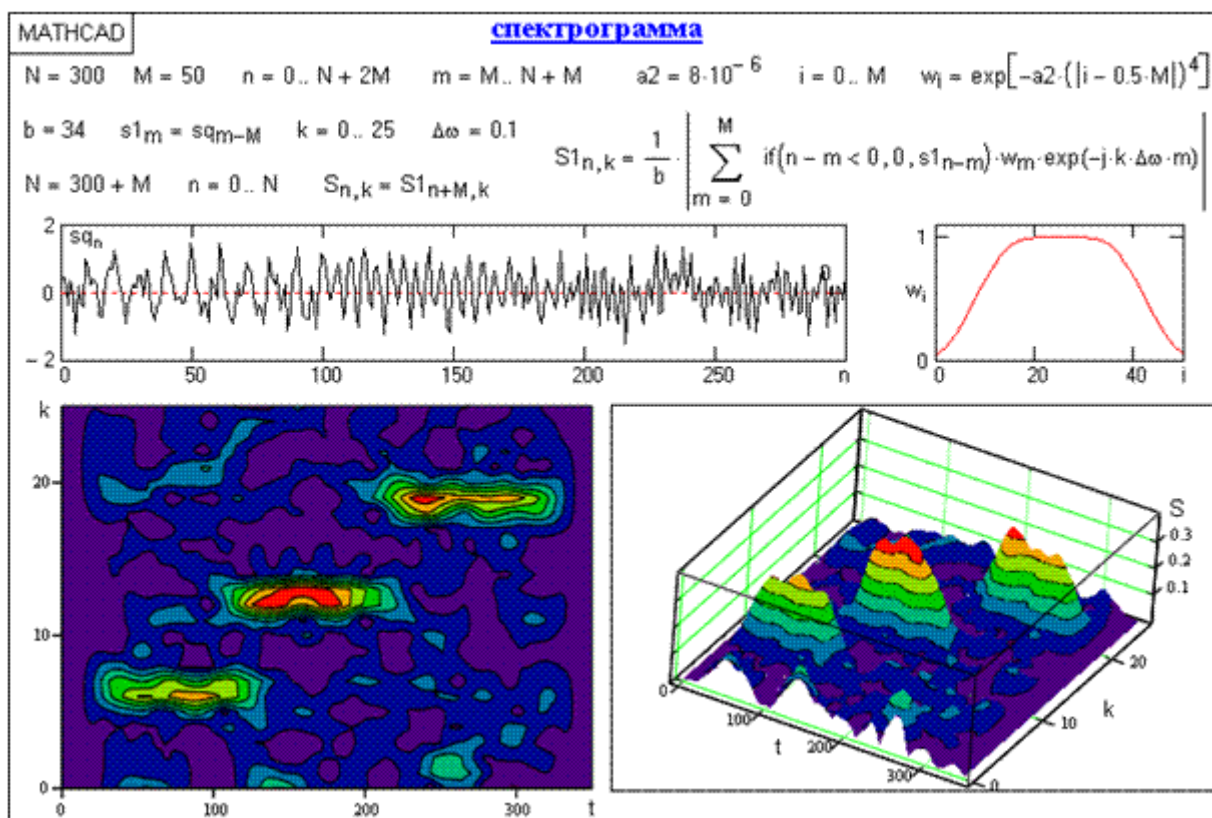 MATHCAD
спектрограмма
N = 300 M = 50 n = 0.. N + 2M m = M.. N + M a2 = 8·10⁻⁶ i = 0.. M wᵢ = exp[-a2·(|i - 0.5·M|)⁴]
b = 34 s1ₘ = sqₘ₋M k = 0.. 25 Δω = 0.1
S1ₙ,ₖ = 1/b · |∑ₘ₌₀ᴹ if(n - m < 0, 0, s1ₙ₋ₘ)·wₘ·exp(-j·k·Δω·m)|
N = 300 + M n = 0.. N Sₙ,ₖ = S1ₙ₊M,ₖ
2
sqₙ
0
0
-2
0 50 100 150 200 250 n
1
wᵢ
0
0 20 40 i
k
20
10
0
0 100 200 300 t
S
0.3
0.2
0.1
0
100
t
200
300
20
k
10
0